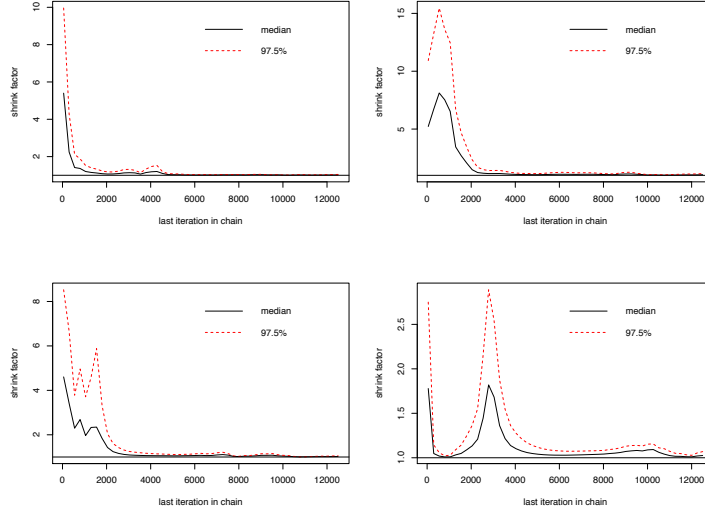 shrink factor
10
8
6
4
2
median
97.5%
0 2000 4000 6000 8000 10000 12000
last iteration in chain
shrink factor
15
10
5
median
97.5%
0 2000 4000 6000 8000 10000 12000
last iteration in chain
shrink factor
8
6
4
2
median
97.5%
0 2000 4000 6000 8000 10000 12000
last iteration in chain
shrink factor
2.5
2.0
1.5
1.0
median
97.5%
0 2000 4000 6000 8000 10000 12000
last iteration in chain